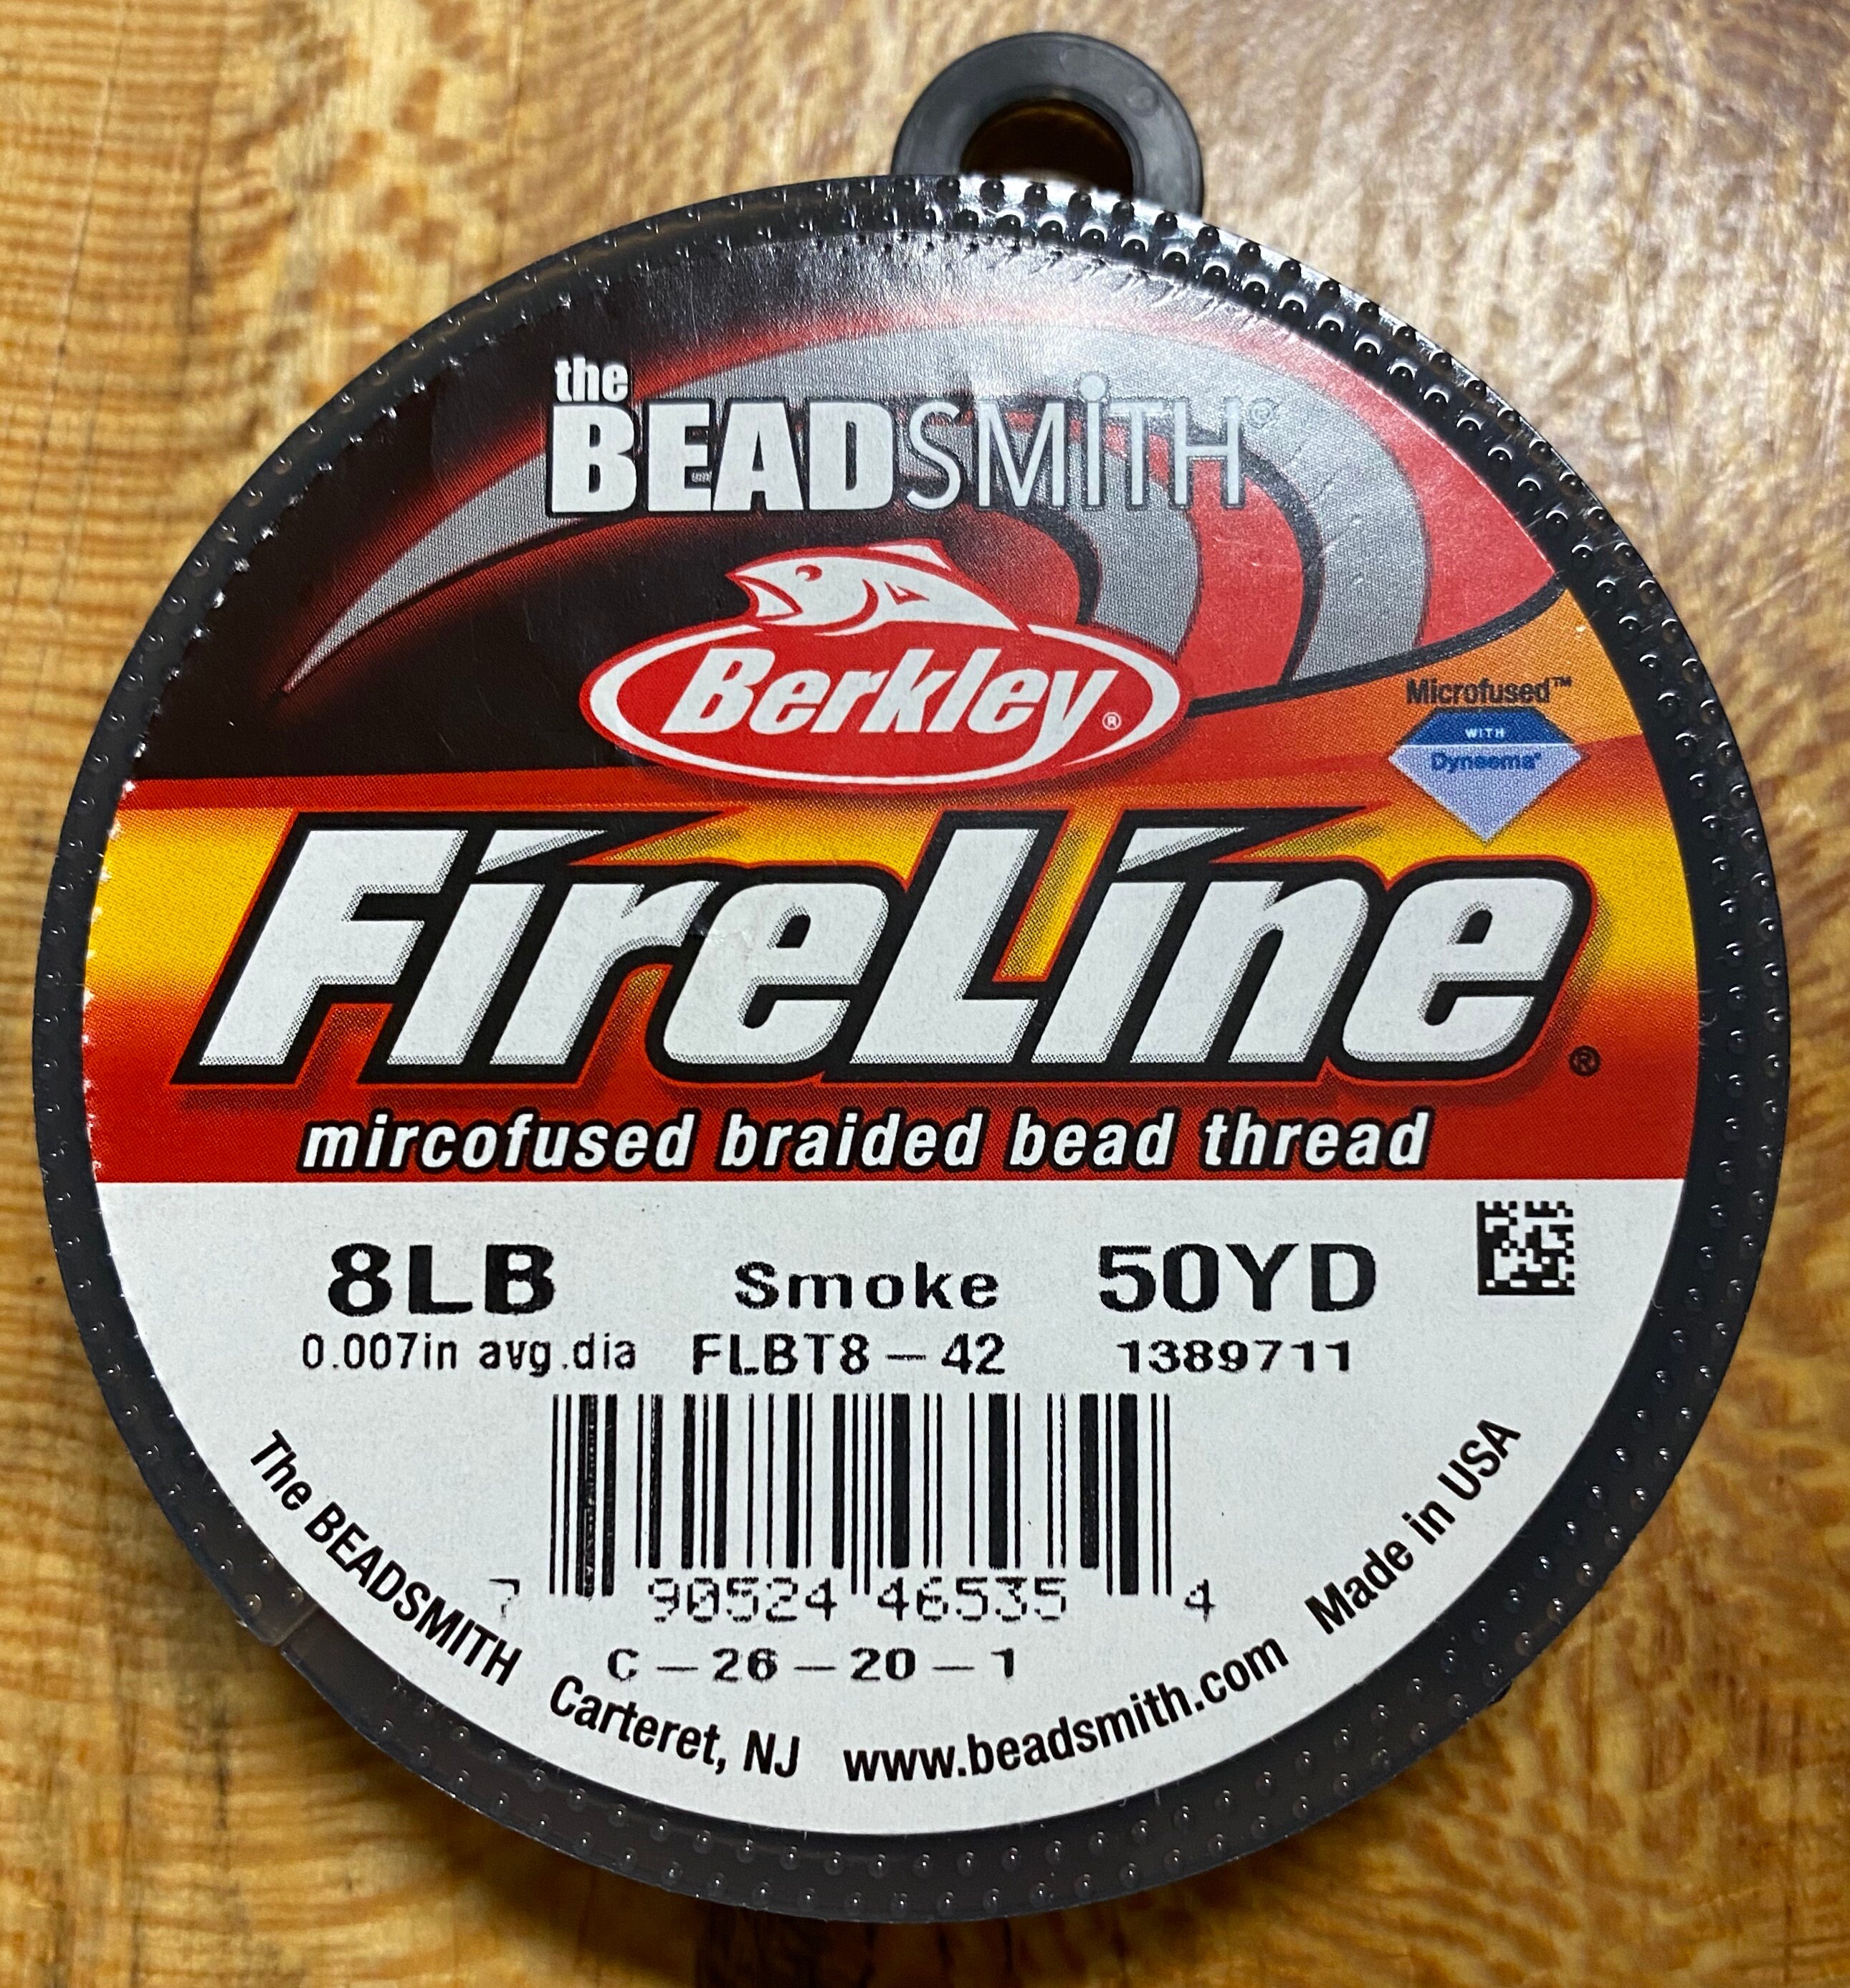 the
BEADSMITH®
Berkley®
Microfused™
WITH
Dyneema®
FireLine®
mircofused braided bead thread
8LB Smoke 50YD
0.007in avg.dia FLBT8-42 1389711
7 90524 46535 4
C-26-20-1
The BEADSMITH Carteret, NJ www.beadsmith.com Made in USA